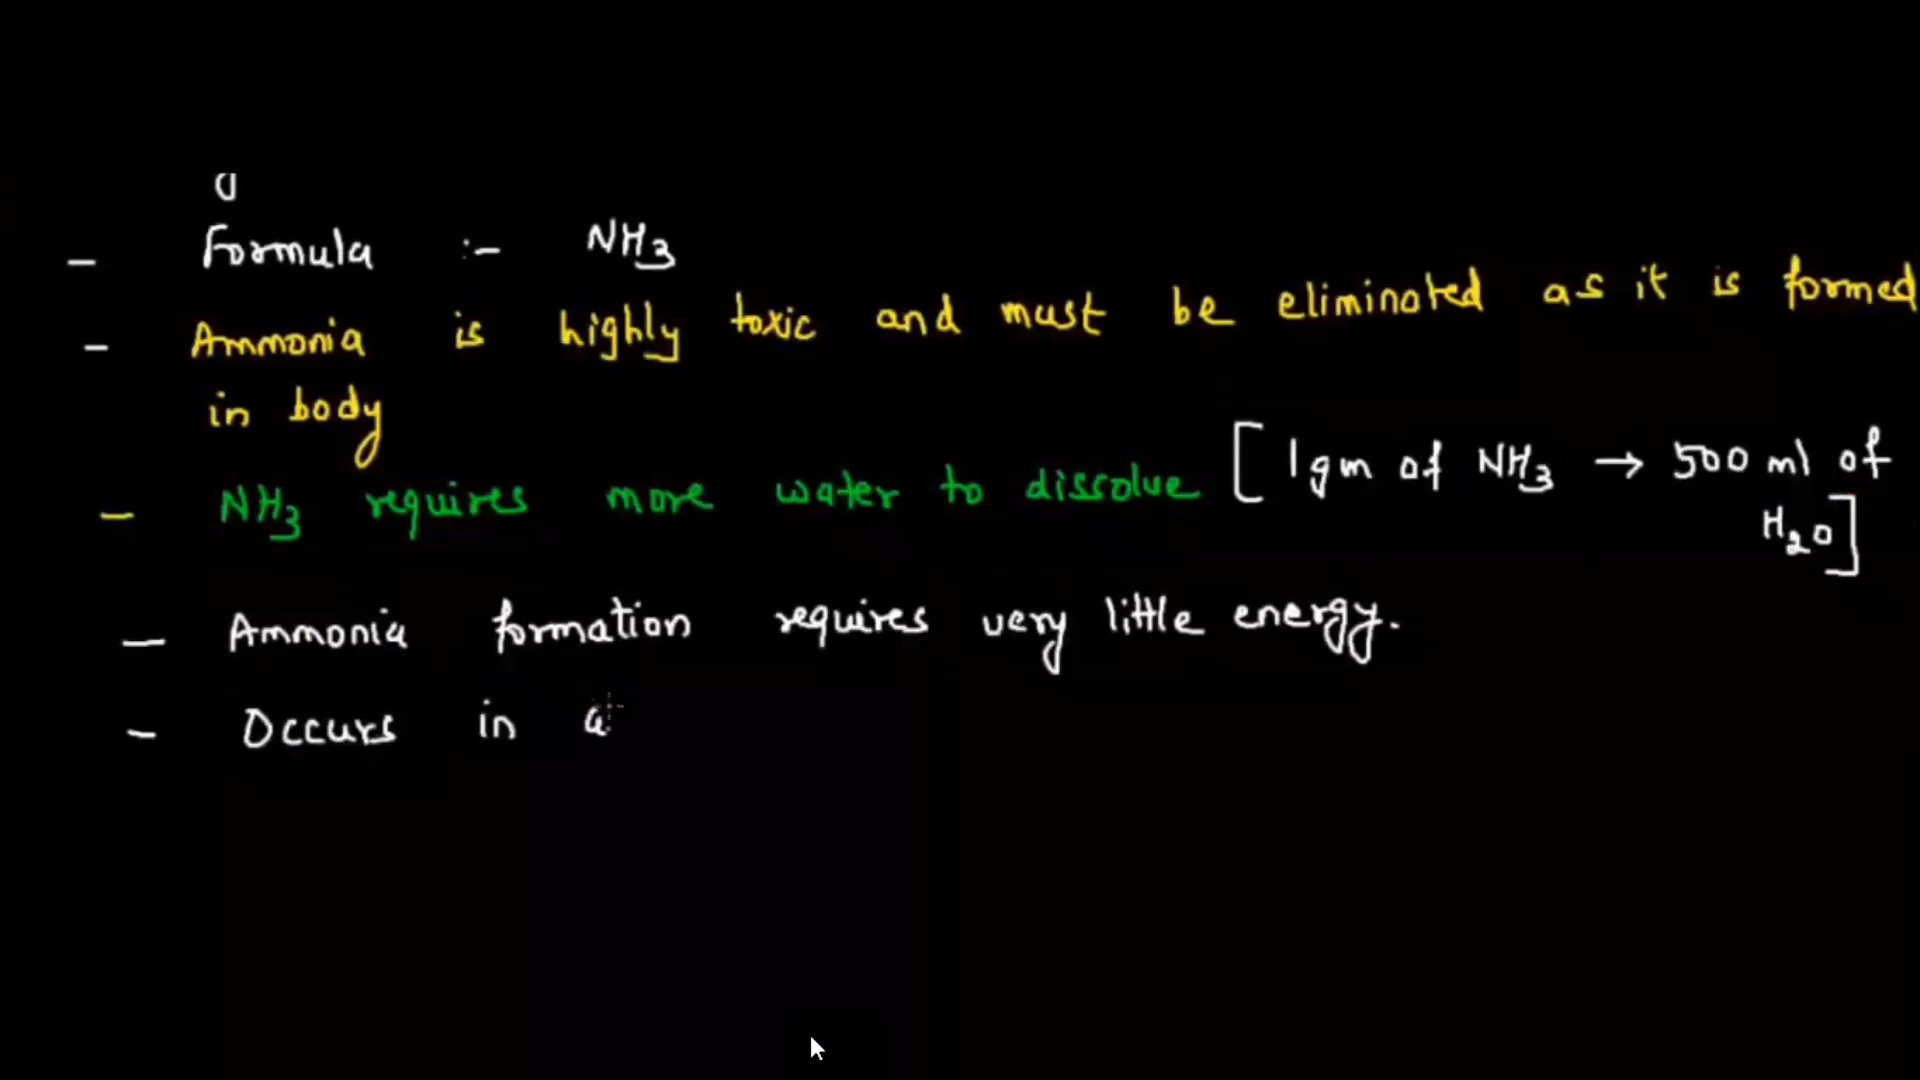 - Formula :- NH3
- Ammonia is highly toxic and must be eliminated as it is formed
in body
- NH3 requires more water to dissolve [1gm of NH3 → 500 ml of
H2O]
- Ammonia formation requires very little energy.
- Occurs in a